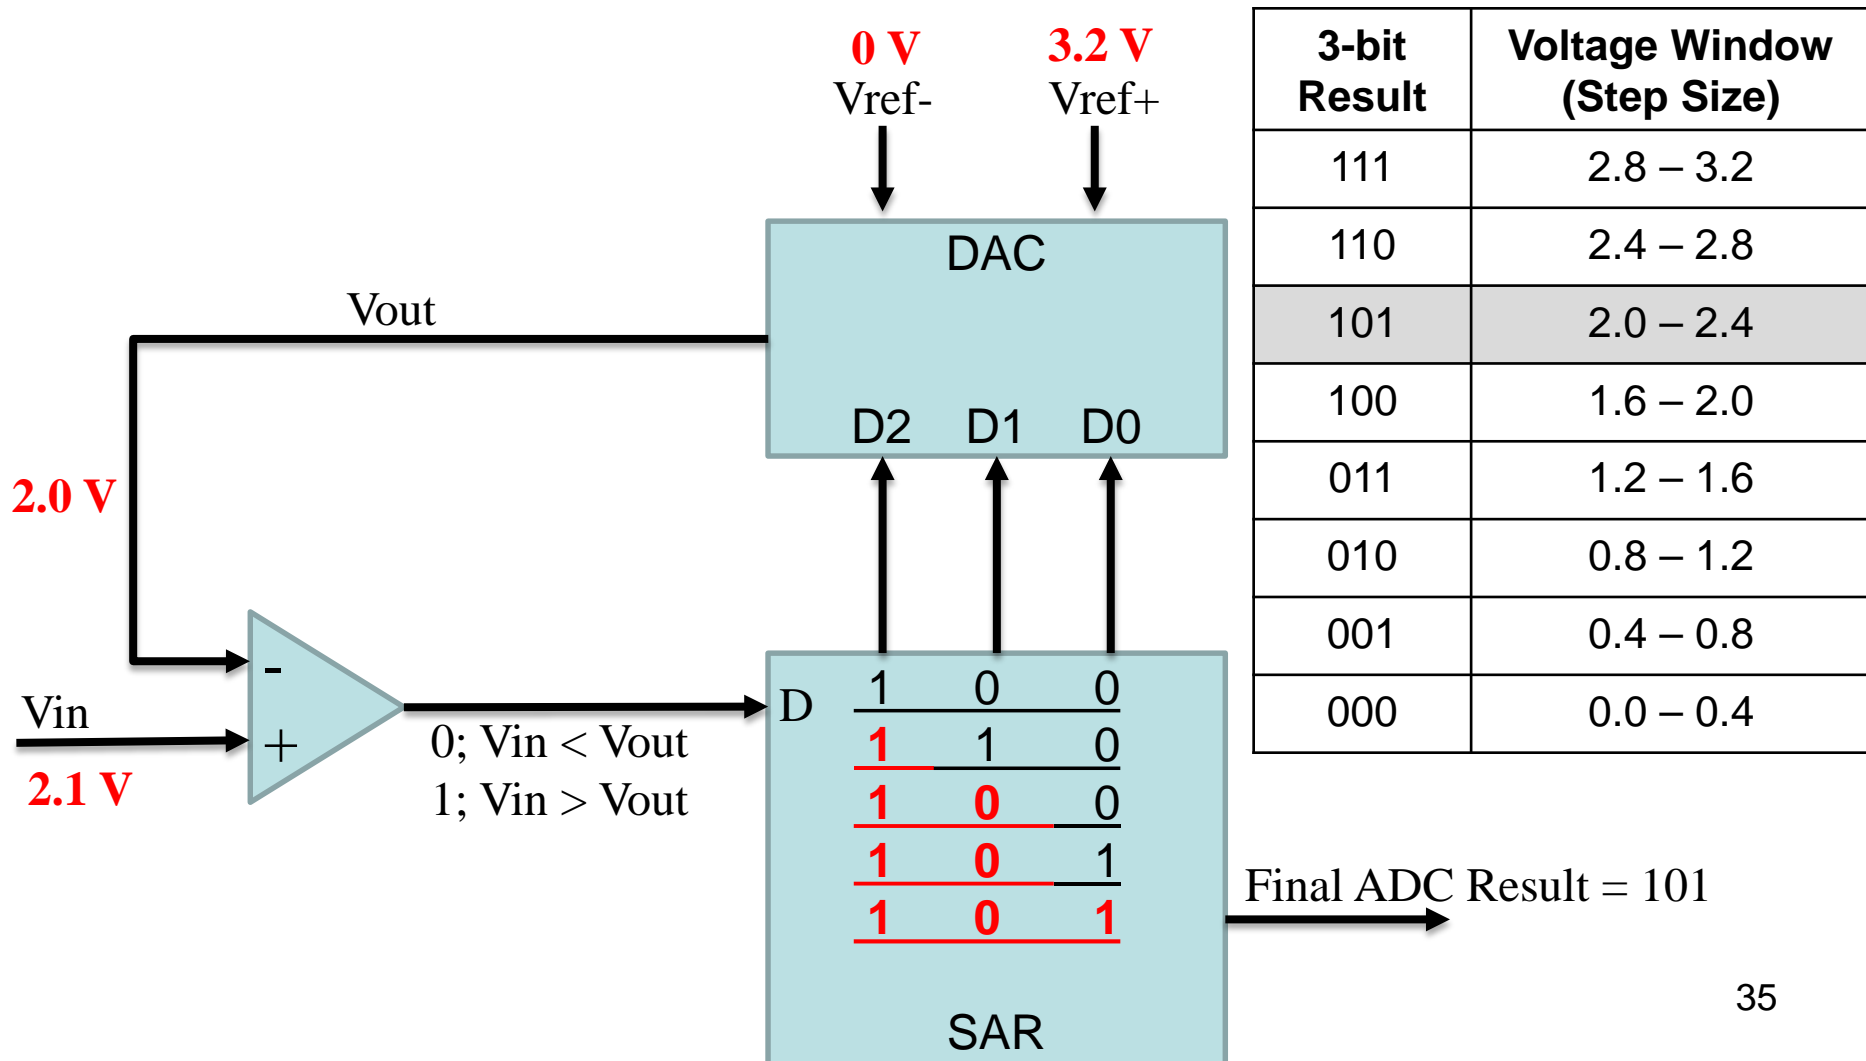 0 V 3.2 V
Vref- Vref+
DAC
Vout
D2 D1 D0
2.0 V
-
Vin
+
2.1 V
0; Vin < Vout
1; Vin > Vout
D
1 0 0
1 1 0
1 0 0
1 0 1
1 0 1
SAR
Final ADC Result = 101
3-bit Result Voltage Window (Step Size)
111 2.8 – 3.2
110 2.4 – 2.8
101 2.0 – 2.4
100 1.6 – 2.0
011 1.2 – 1.6
010 0.8 – 1.2
001 0.4 – 0.8
000 0.0 – 0.4
35